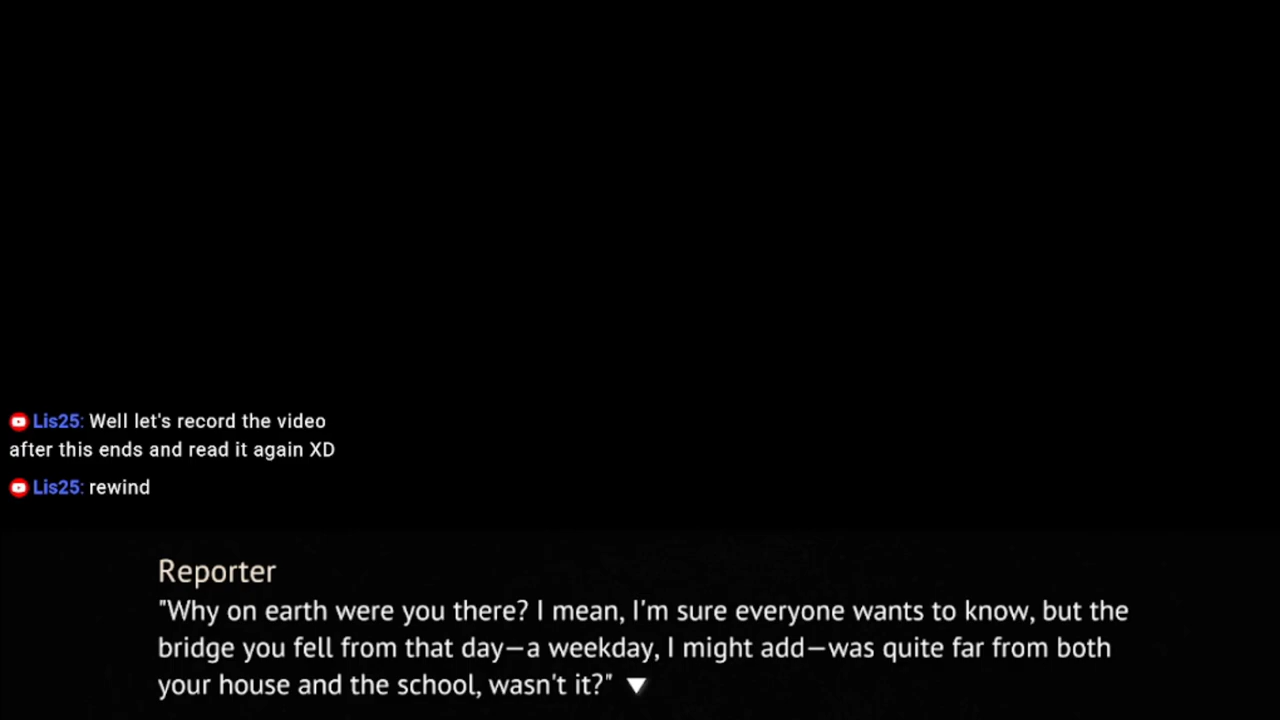 Lis25: Well let's record the video
after this ends and read it again XD
Lis25: rewind
Reporter
"Why on earth were you there? I mean, I'm sure everyone wants to know, but the
bridge you fell from that day—a weekday, I might add—was quite far from both
your house and the school, wasn't it?"